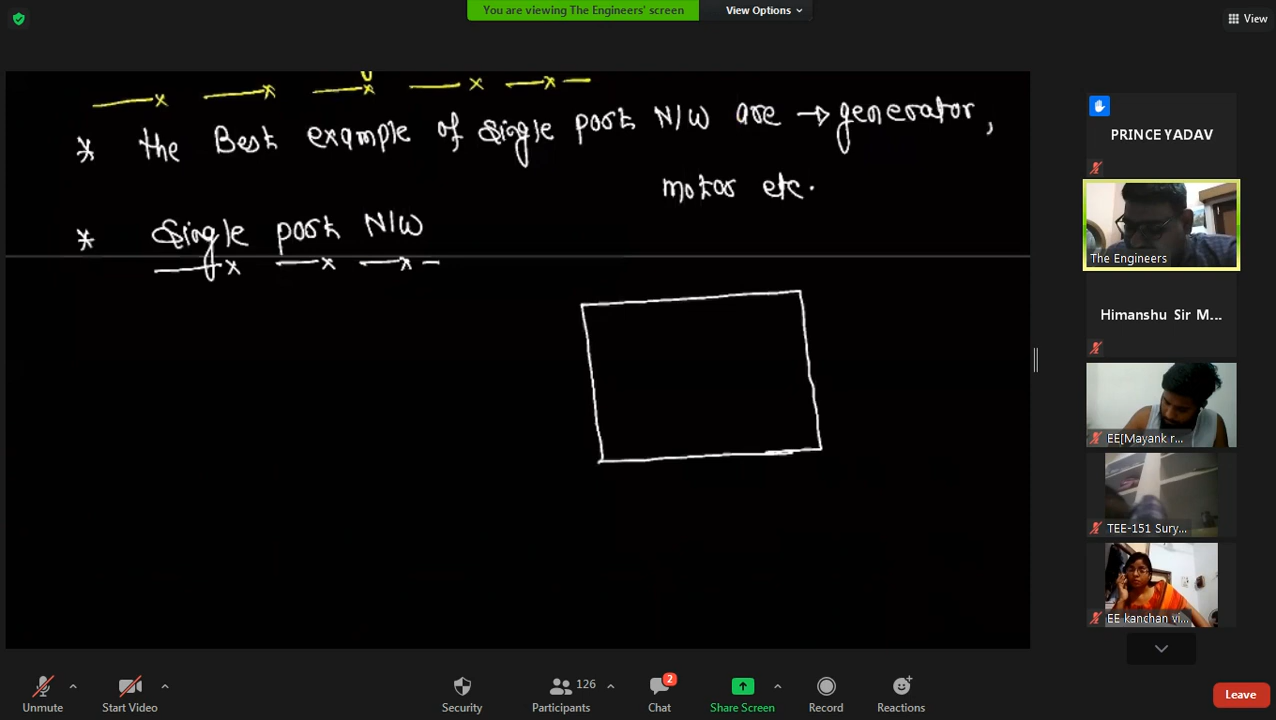 You are viewing The Engineers' screen
View Options
View
* the Best example of single port N/W are → generator,
motor etc.
* Single port N/W
PRINCE YADAV
The Engineers
Himanshu Sir M...
EE[Mayank r...
TEE-151 Sury...
EE kanchan vi...
Unmute
Start Video
Security
126
Participants
2
Chat
Share Screen
Record
Reactions
Leave